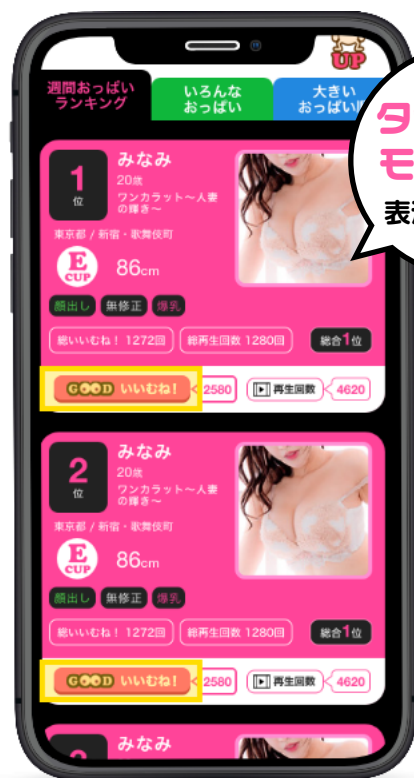 UP
週間おっぱい
ランキング
いろんな
おっぱい
大きい
おっぱい
タ
モ
表
1
位
みなみ
20歳
ワンカラット〜人妻
の輝き〜
東京都 / 新宿・歌舞伎町
E
CUP
86cm
顔出し 無修正 爆乳
総いいむね! 1272回 総再生回数 1280回 総合1位
GOOD いいむね! 2580 再生回数 4620
2
位
みなみ
20歳
ワンカラット〜人妻
の輝き〜
東京都 / 新宿・歌舞伎町
E
CUP
86cm
顔出し 無修正 爆乳
総いいむね! 1272回 総再生回数 1280回 総合1位
GOOD いいむね! 2580 再生回数 4620
みなみ